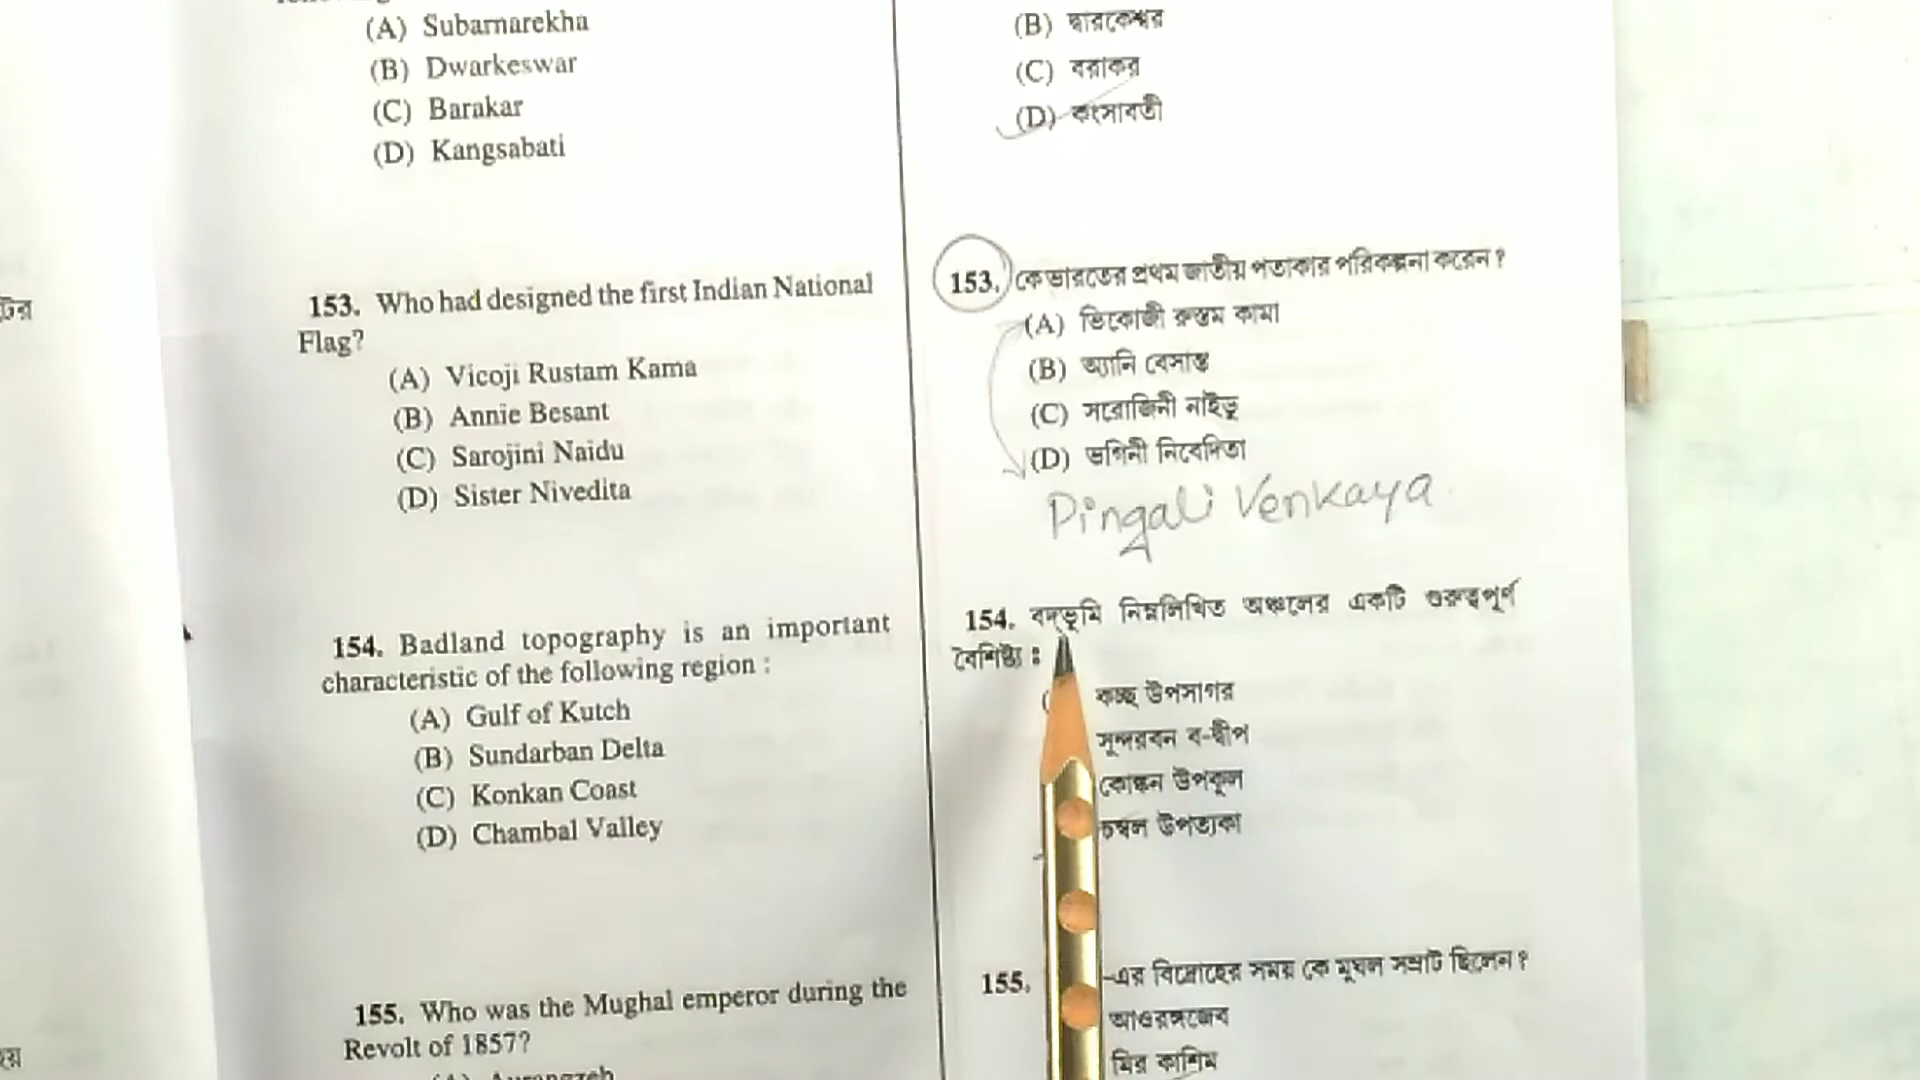 (A) Subarnarekha
(B) Dwarkeswar
(C) Barakar
(D) Kangsabati
153. Who had designed the first Indian National
Flag?
(A) Vicoji Rustam Kama
(B) Annie Besant
(C) Sarojini Naidu
(D) Sister Nivedita
154. Badland topography is an important
characteristic of the following region :
(A) Gulf of Kutch
(B) Sundarban Delta
(C) Konkan Coast
(D) Chambal Valley
155. Who was the Mughal emperor during the
Revolt of 1857?
(A) Aurangzeb
(B) দ্বারকেশ্বর
(C) বরাকর
(D) কংসাবতী
153. কে ভারতের প্রথম জাতীয় পতাকার পরিকল্পনা করেন ?
(A) ভিকোজী রুস্তম কামা
(B) অ্যানি বেসান্ত
(C) সরোজিনী নাইডু
(D) ভগিনী নিবেদিতা
Pingali Venkaya
154. বদভূমি নিম্নলিখিত অঞ্চলের একটি গুরুত্বপূর্ণ
বৈশিষ্ট্য :
কচ্ছ উপসাগর
সুন্দরবন ব-দ্বীপ
কোঙ্কন উপকূল
চম্বল উপত্যকা
155. -এর বিদ্রোহের সময় কে মুঘল সম্রাট ছিলেন ?
আওরঙ্গজেব
মির কাশিম